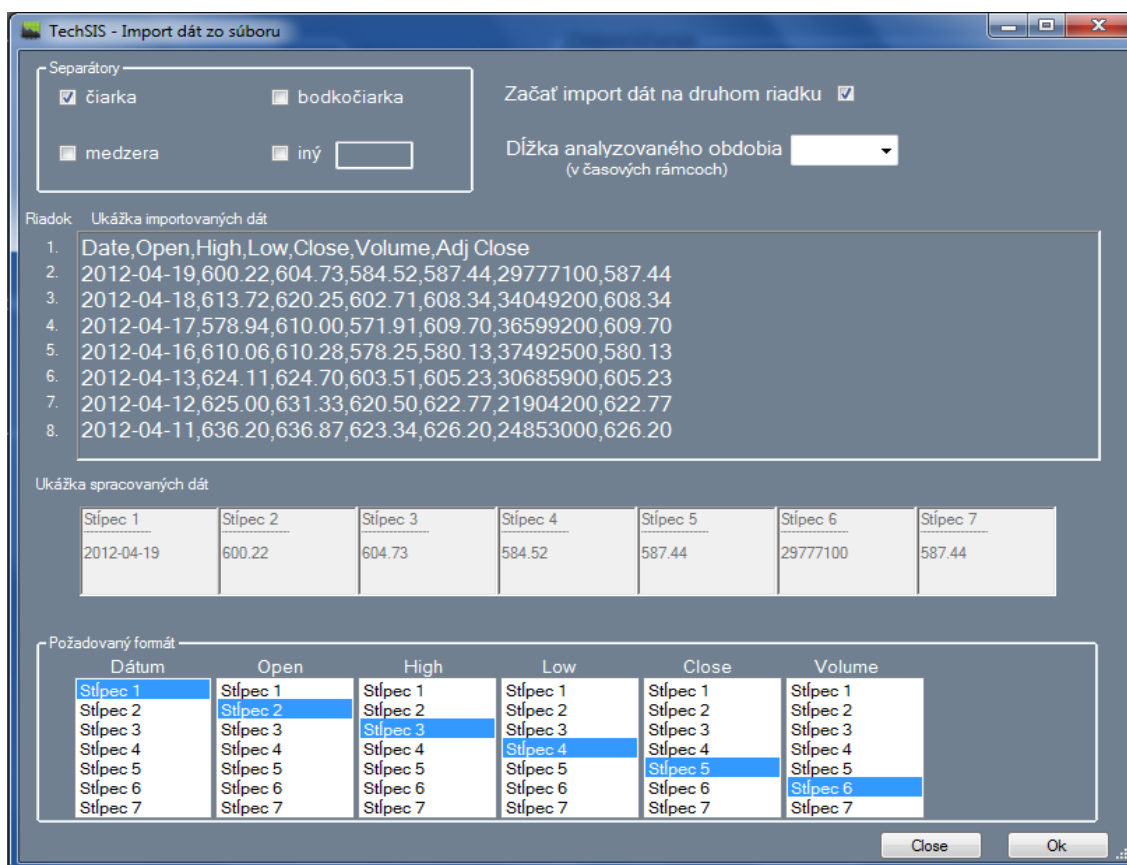 TechSIS - Import dát zo súboru
Separátory
čiarka
bodkočiarka
medzera
iný
Začať import dát na druhom riadku
Dĺžka analyzovaného obdobia
(v časových rámcoch)
Riadok Ukážka importovaných dát
1. Date,Open,High,Low,Close,Volume,Adj Close
2. 2012-04-19,600.22,604.73,584.52,587.44,29777100,587.44
3. 2012-04-18,613.72,620.25,602.71,608.34,34049200,608.34
4. 2012-04-17,578.94,610.00,571.91,609.70,36599200,609.70
5. 2012-04-16,610.06,610.28,578.25,580.13,37492500,580.13
6. 2012-04-13,624.11,624.70,603.51,605.23,30685900,605.23
7. 2012-04-12,625.00,631.33,620.50,622.77,21904200,622.77
8. 2012-04-11,636.20,636.87,623.34,626.20,24853000,626.20
Ukážka spracovaných dát
Stĺpec 1 Stĺpec 2 Stĺpec 3 Stĺpec 4 Stĺpec 5 Stĺpec 6 Stĺpec 7
2012-04-19 600.22 604.73 584.52 587.44 29777100 587.44
Požadovaný formát
Dátum Open High Low Close Volume
Stĺpec 1 Stĺpec 1 Stĺpec 1 Stĺpec 1 Stĺpec 1 Stĺpec 1
Stĺpec 2 Stĺpec 2 Stĺpec 2 Stĺpec 2 Stĺpec 2 Stĺpec 2
Stĺpec 3 Stĺpec 3 Stĺpec 3 Stĺpec 3 Stĺpec 3 Stĺpec 3
Stĺpec 4 Stĺpec 4 Stĺpec 4 Stĺpec 4 Stĺpec 4 Stĺpec 4
Stĺpec 5 Stĺpec 5 Stĺpec 5 Stĺpec 5 Stĺpec 5 Stĺpec 5
Stĺpec 6 Stĺpec 6 Stĺpec 6 Stĺpec 6 Stĺpec 6 Stĺpec 6
Stĺpec 7 Stĺpec 7 Stĺpec 7 Stĺpec 7 Stĺpec 7 Stĺpec 7
Close Ok